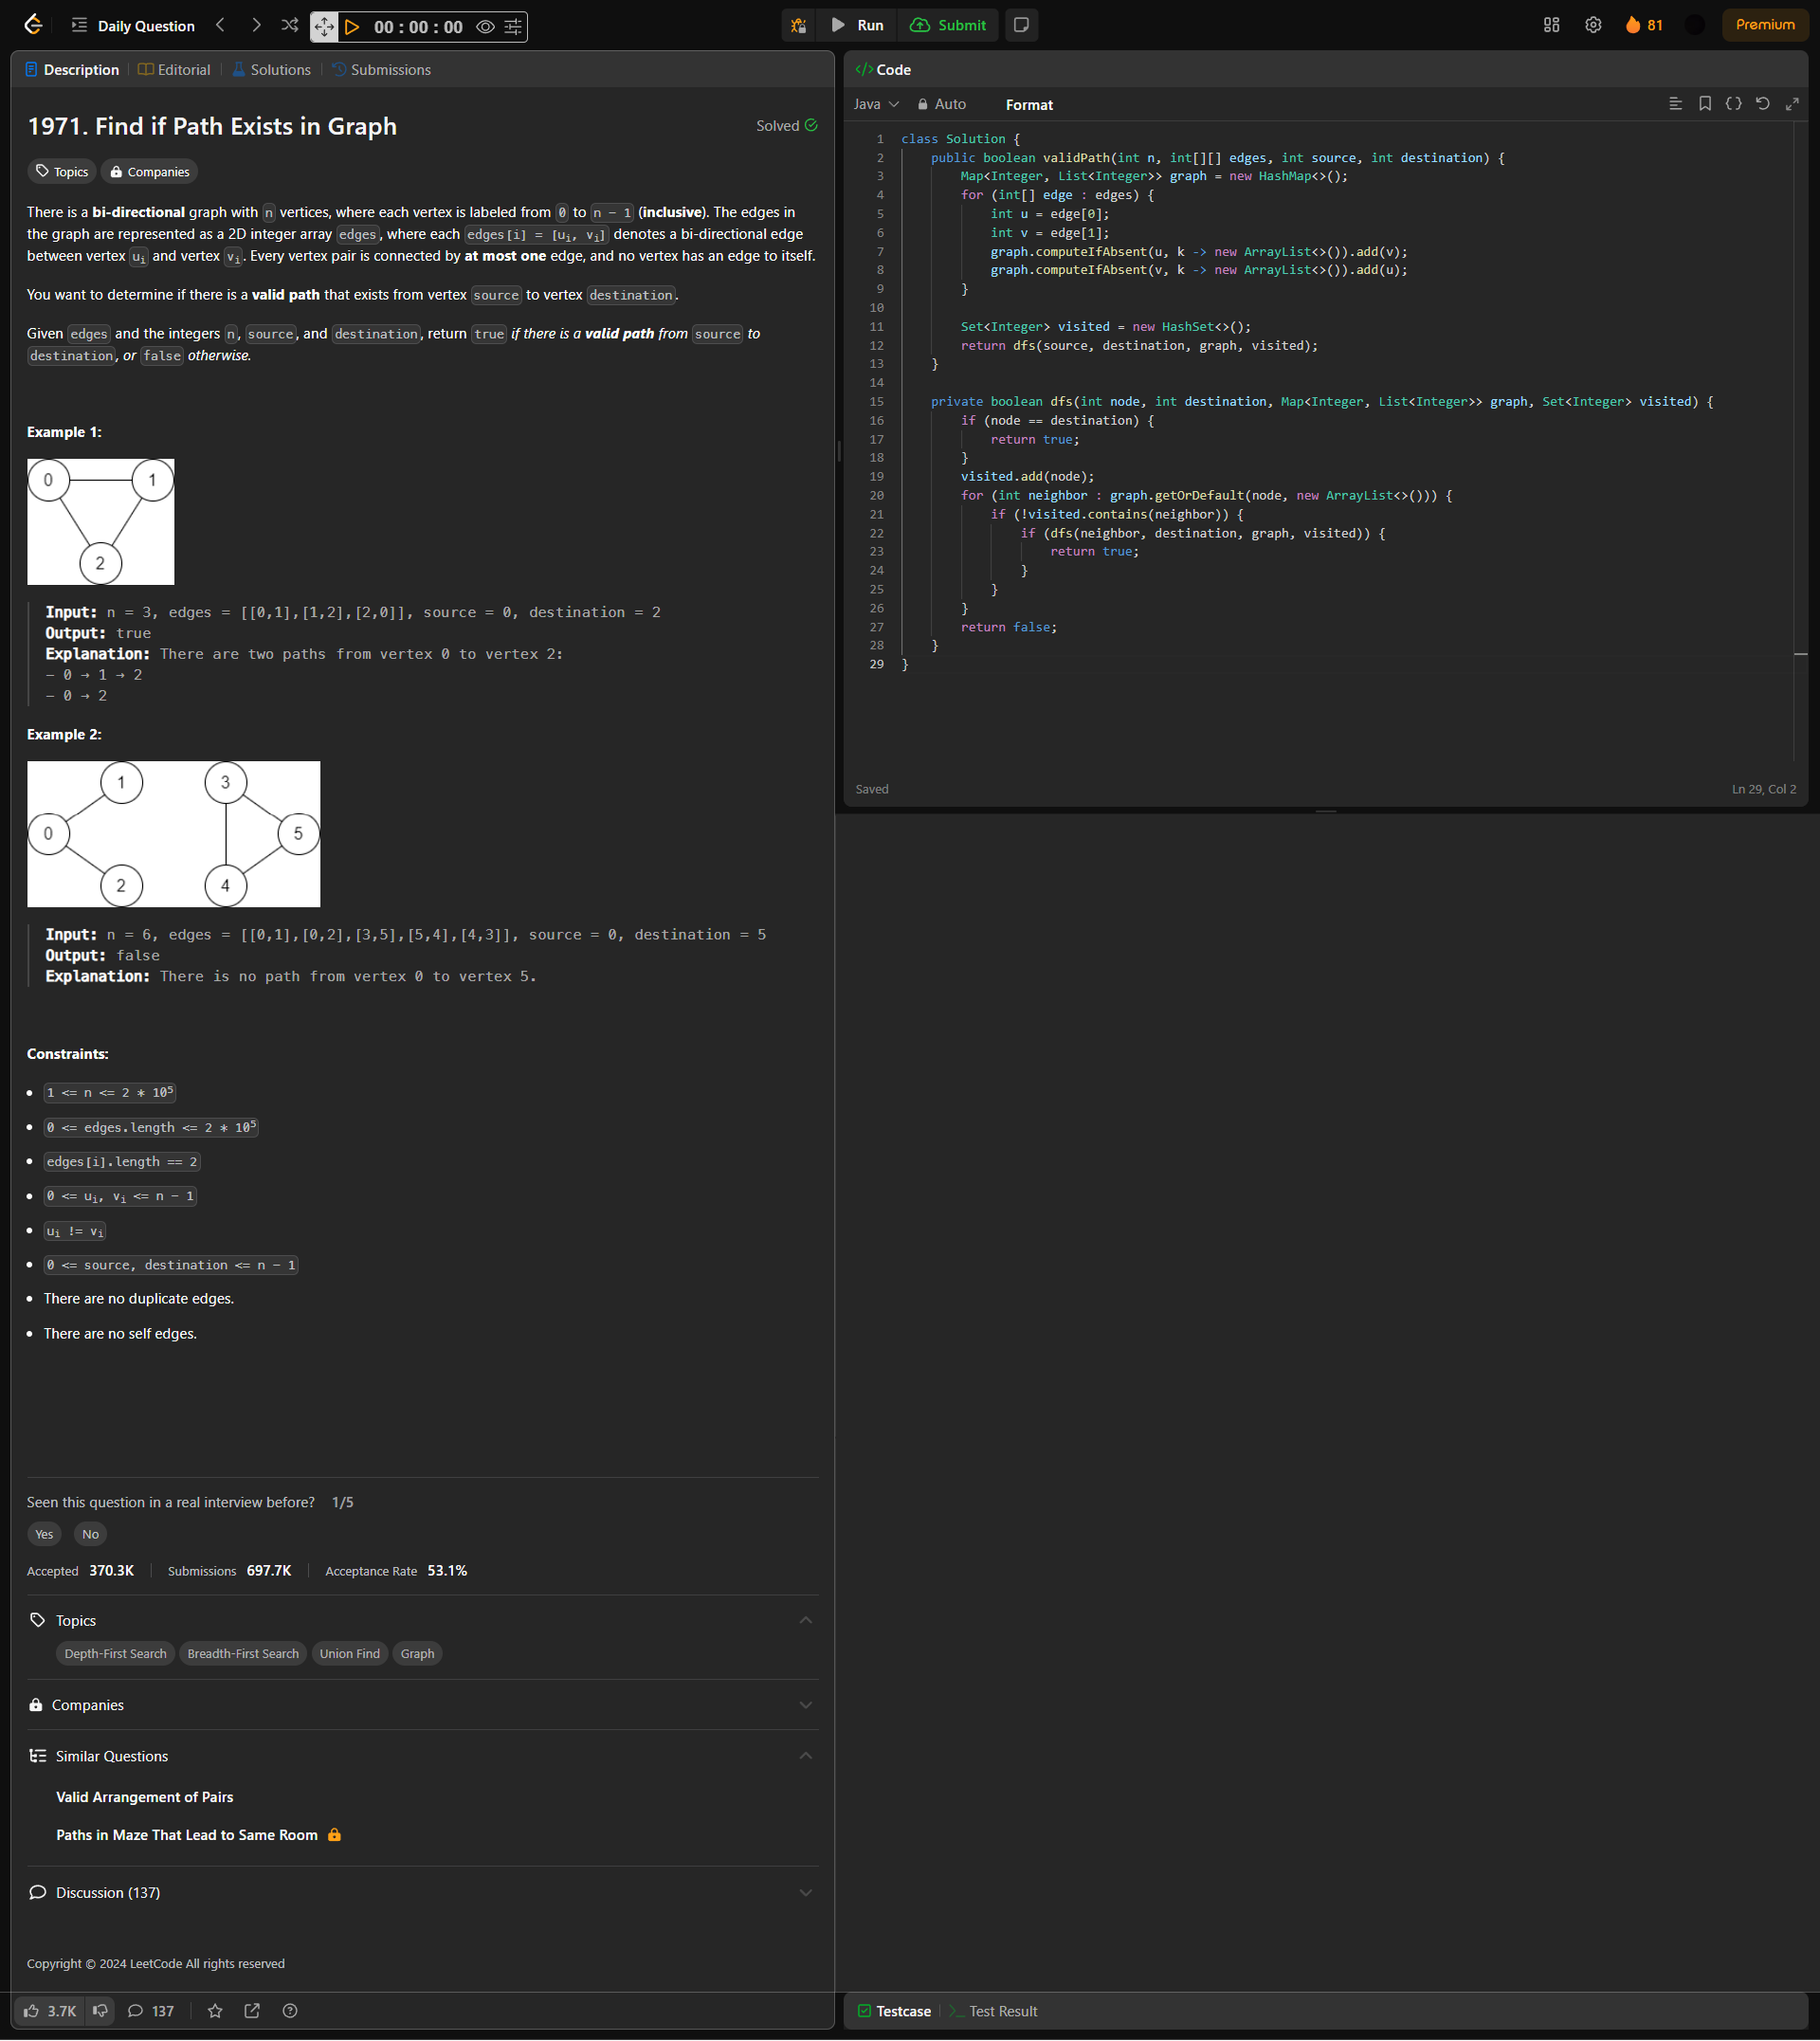 Daily Question
00 : 00 : 00
Run
Submit
81
Premium
Description
Editorial
Solutions
Submissions
1971. Find if Path Exists in Graph
Solved
Topics
Companies
There is a bi-directional graph with n vertices, where each vertex is labeled from 0 to n - 1 (inclusive). The edges in
the graph are represented as a 2D integer array edges, where each edges[i] = [ui, vi] denotes a bi-directional edge
between vertex ui and vertex vi. Every vertex pair is connected by at most one edge, and no vertex has an edge to itself.
You want to determine if there is a valid path that exists from vertex source to vertex destination.
Given edges and the integers n, source, and destination, return true if there is a valid path from source to
destination, or false otherwise.
Example 1:
0
1
2
Input: n = 3, edges = [[0,1],[1,2],[2,0]], source = 0, destination = 2
Output: true
Explanation: There are two paths from vertex 0 to vertex 2:
- 0 → 1 → 2
- 0 → 2
Example 2:
1
3
0
5
2
4
Input: n = 6, edges = [[0,1],[0,2],[3,5],[5,4],[4,3]], source = 0, destination = 5
Output: false
Explanation: There is no path from vertex 0 to vertex 5.
Constraints:
• 1 <= n <= 2 * 10⁵
• 0 <= edges.length <= 2 * 10⁵
• edges[i].length == 2
• 0 <= ui, vi <= n - 1
• ui != vi
• 0 <= source, destination <= n - 1
• There are no duplicate edges.
• There are no self edges.
Seen this question in a real interview before? 1/5
Yes
No
Accepted 370.3K
Submissions 697.7K
Acceptance Rate 53.1%
Topics
Depth-First Search
Breadth-First Search
Union Find
Graph
Companies
Similar Questions
Valid Arrangement of Pairs
Paths in Maze That Lead to Same Room
Discussion (137)
Copyright © 2024 LeetCode All rights reserved
3.7K
137
</> Code
Java
Auto
Format
1 class Solution {
2     public boolean validPath(int n, int[][] edges, int source, int destination) {
3         Map<Integer, List<Integer>> graph = new HashMap<>();
4         for (int[] edge : edges) {
5             int u = edge[0];
6             int v = edge[1];
7             graph.computeIfAbsent(u, k -> new ArrayList<>()).add(v);
8             graph.computeIfAbsent(v, k -> new ArrayList<>()).add(u);
9         }
10
11         Set<Integer> visited = new HashSet<>();
12         return dfs(source, destination, graph, visited);
13     }
14
15     private boolean dfs(int node, int destination, Map<Integer, List<Integer>> graph, Set<Integer> visited) {
16         if (node == destination) {
17             return true;
18         }
19         visited.add(node);
20         for (int neighbor : graph.getOrDefault(node, new ArrayList<>())) {
21             if (!visited.contains(neighbor)) {
22                 if (dfs(neighbor, destination, graph, visited)) {
23                     return true;
24                 }
25             }
26         }
27         return false;
28     }
29 }
Saved
Ln 29, Col 2
Testcase
Test Result